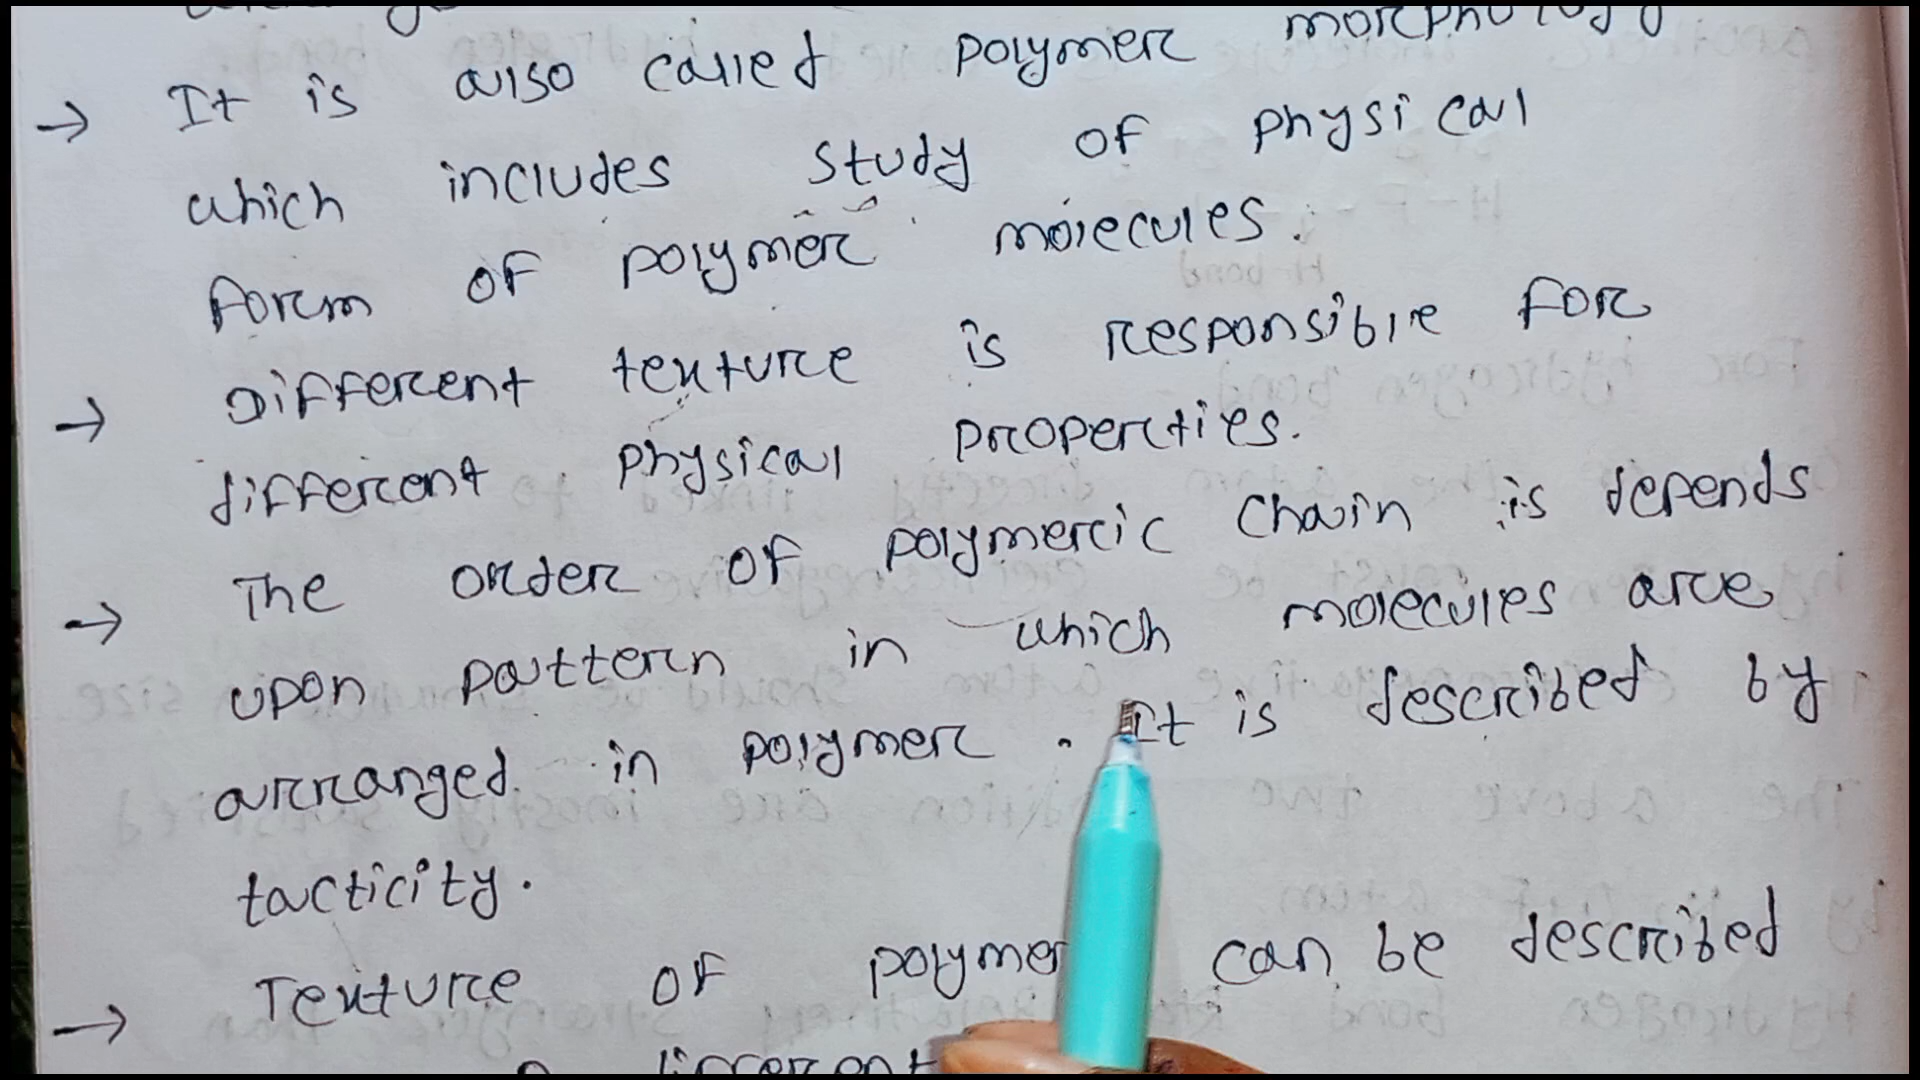 → It is also called polymer morphology
which includes study of physical
form of polymer molecules.
→ Different texture is responsible for
different physical properties.
→ The order of polymeric chain is depends
upon pattern in which molecules are
arranged in polymer. It is described by
tacticity.
→ Texture of polymer can be described
different